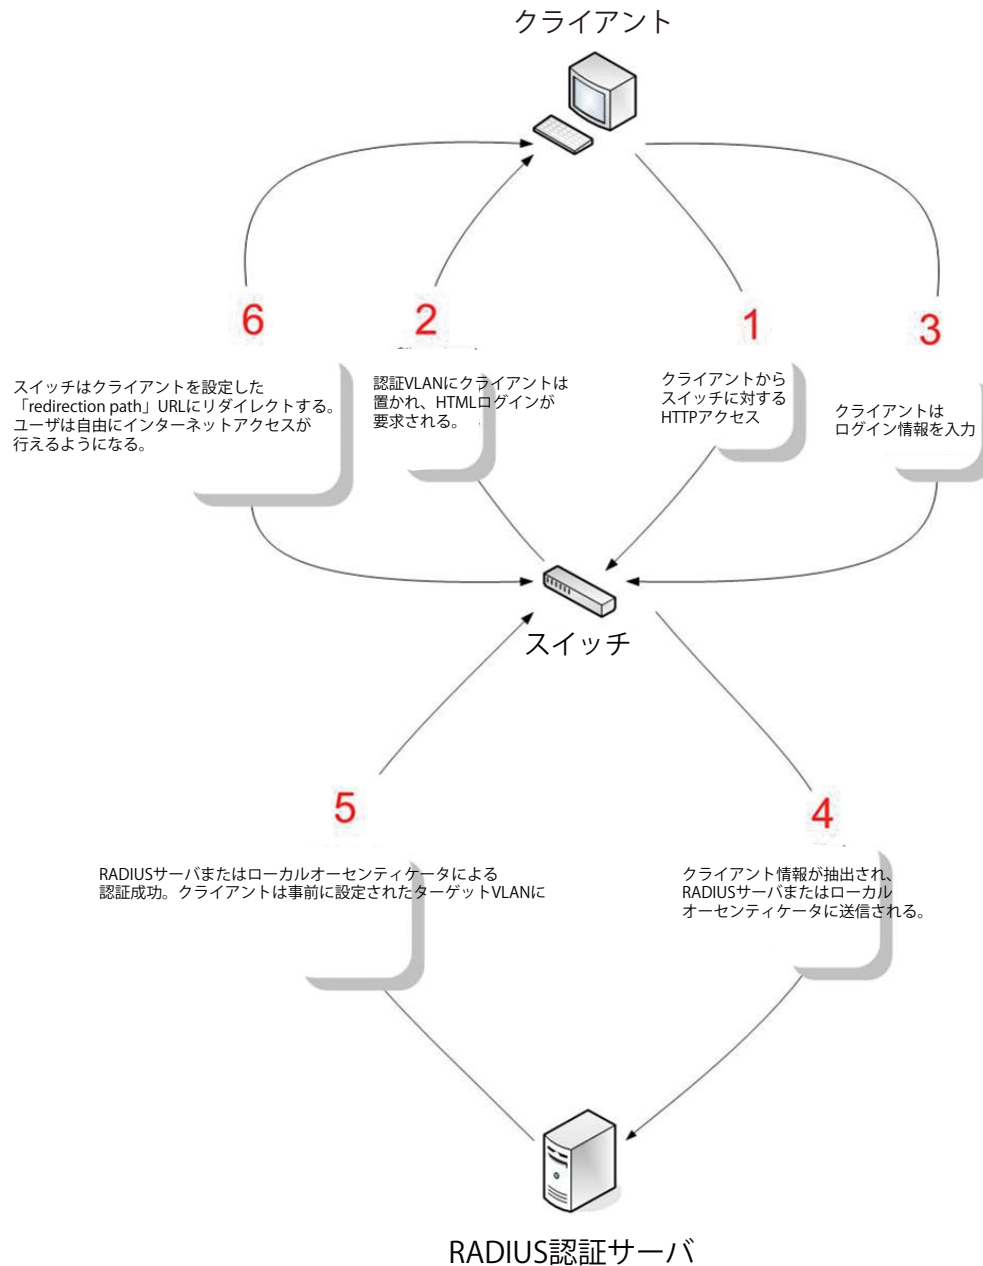 クライアント
6
2
1
3
スイッチはクライアントを設定した
「redirection path」URLにリダイレクトする。
ユーザは自由にインターネットアクセスが
行えるようになる。
認証VLANにクライアントは
置かれ、HTMLログインが
要求される。
クライアントから
スイッチに対する
HTTPアクセス
クライアントは
ログイン情報を入力
スイッチ
5
4
RADIUSサーバまたはローカルオーセンティケータによる
認証成功。クライアントは事前に設定されたターゲットVLANに
クライアント情報が抽出され、
RADIUSサーバまたはローカル
オーセンティケータに送信される。
RADIUS認証サーバ